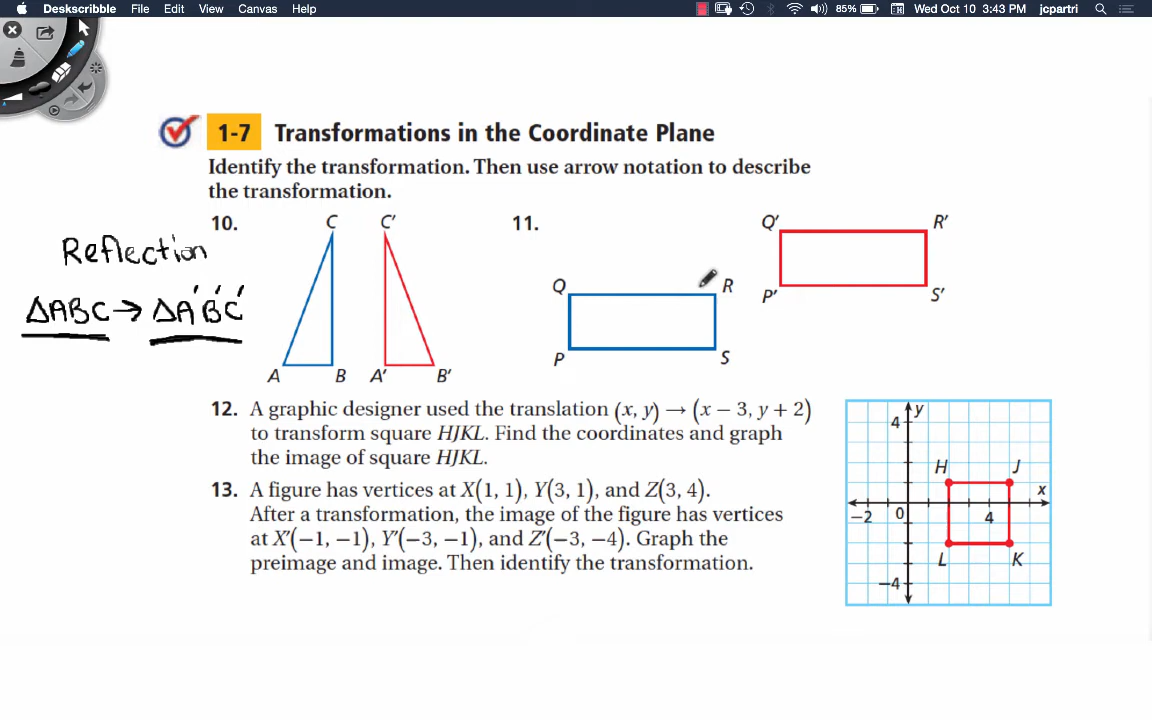 Deskscribble File Edit View Canvas Help 85% Wed Oct 10 3:43 PM jcpartri
1-7 Transformations in the Coordinate Plane
Identify the transformation. Then use arrow notation to describe
the transformation.
10. C C′
Reflection
△ABC → △A′B′C′
A B A′ B′
11. Q′ R′
Q R P′ S′
P S
12. A graphic designer used the translation (x, y) → (x − 3, y + 2)
to transform square HJKL. Find the coordinates and graph
the image of square HJKL.
13. A figure has vertices at X(1, 1), Y(3, 1), and Z(3, 4).
After a transformation, the image of the figure has vertices
at X′(−1, −1), Y′(−3, −1), and Z′(−3, −4). Graph the
preimage and image. Then identify the transformation.
4 y
H J
x
−2 0 4
L K
−4